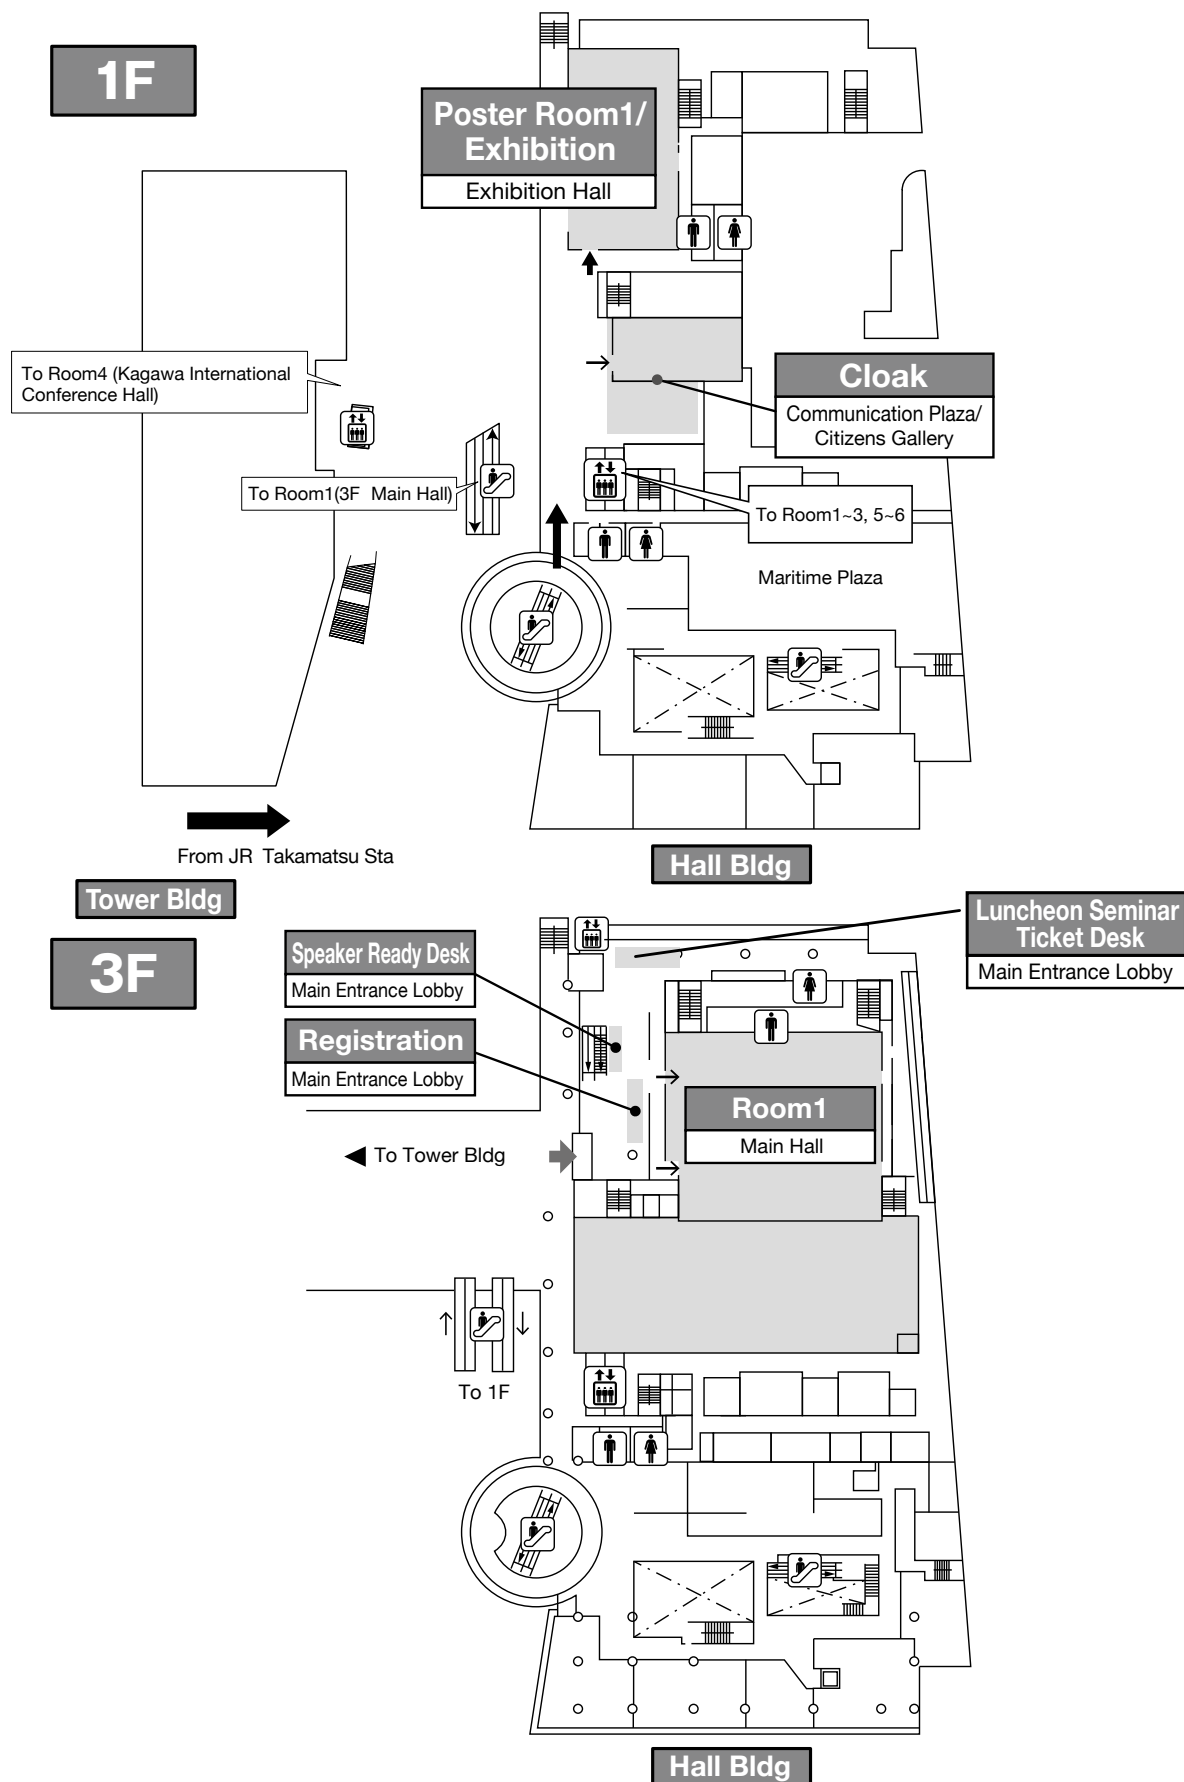 1F
Poster Room1/
Exhibition
Exhibition Hall
To Room4 (Kagawa International
Conference Hall)
Cloak
Communication Plaza/
Citizens Gallery
To Room1(3F Main Hall)
To Room1~3, 5~6
Maritime Plaza
From JR Takamatsu Sta
Hall Bldg
Tower Bldg
3F
Luncheon Seminar
Ticket Desk
Main Entrance Lobby
Speaker Ready Desk
Main Entrance Lobby
Registration
Main Entrance Lobby
Room1
Main Hall
To Tower Bldg
To 1F
Hall Bldg